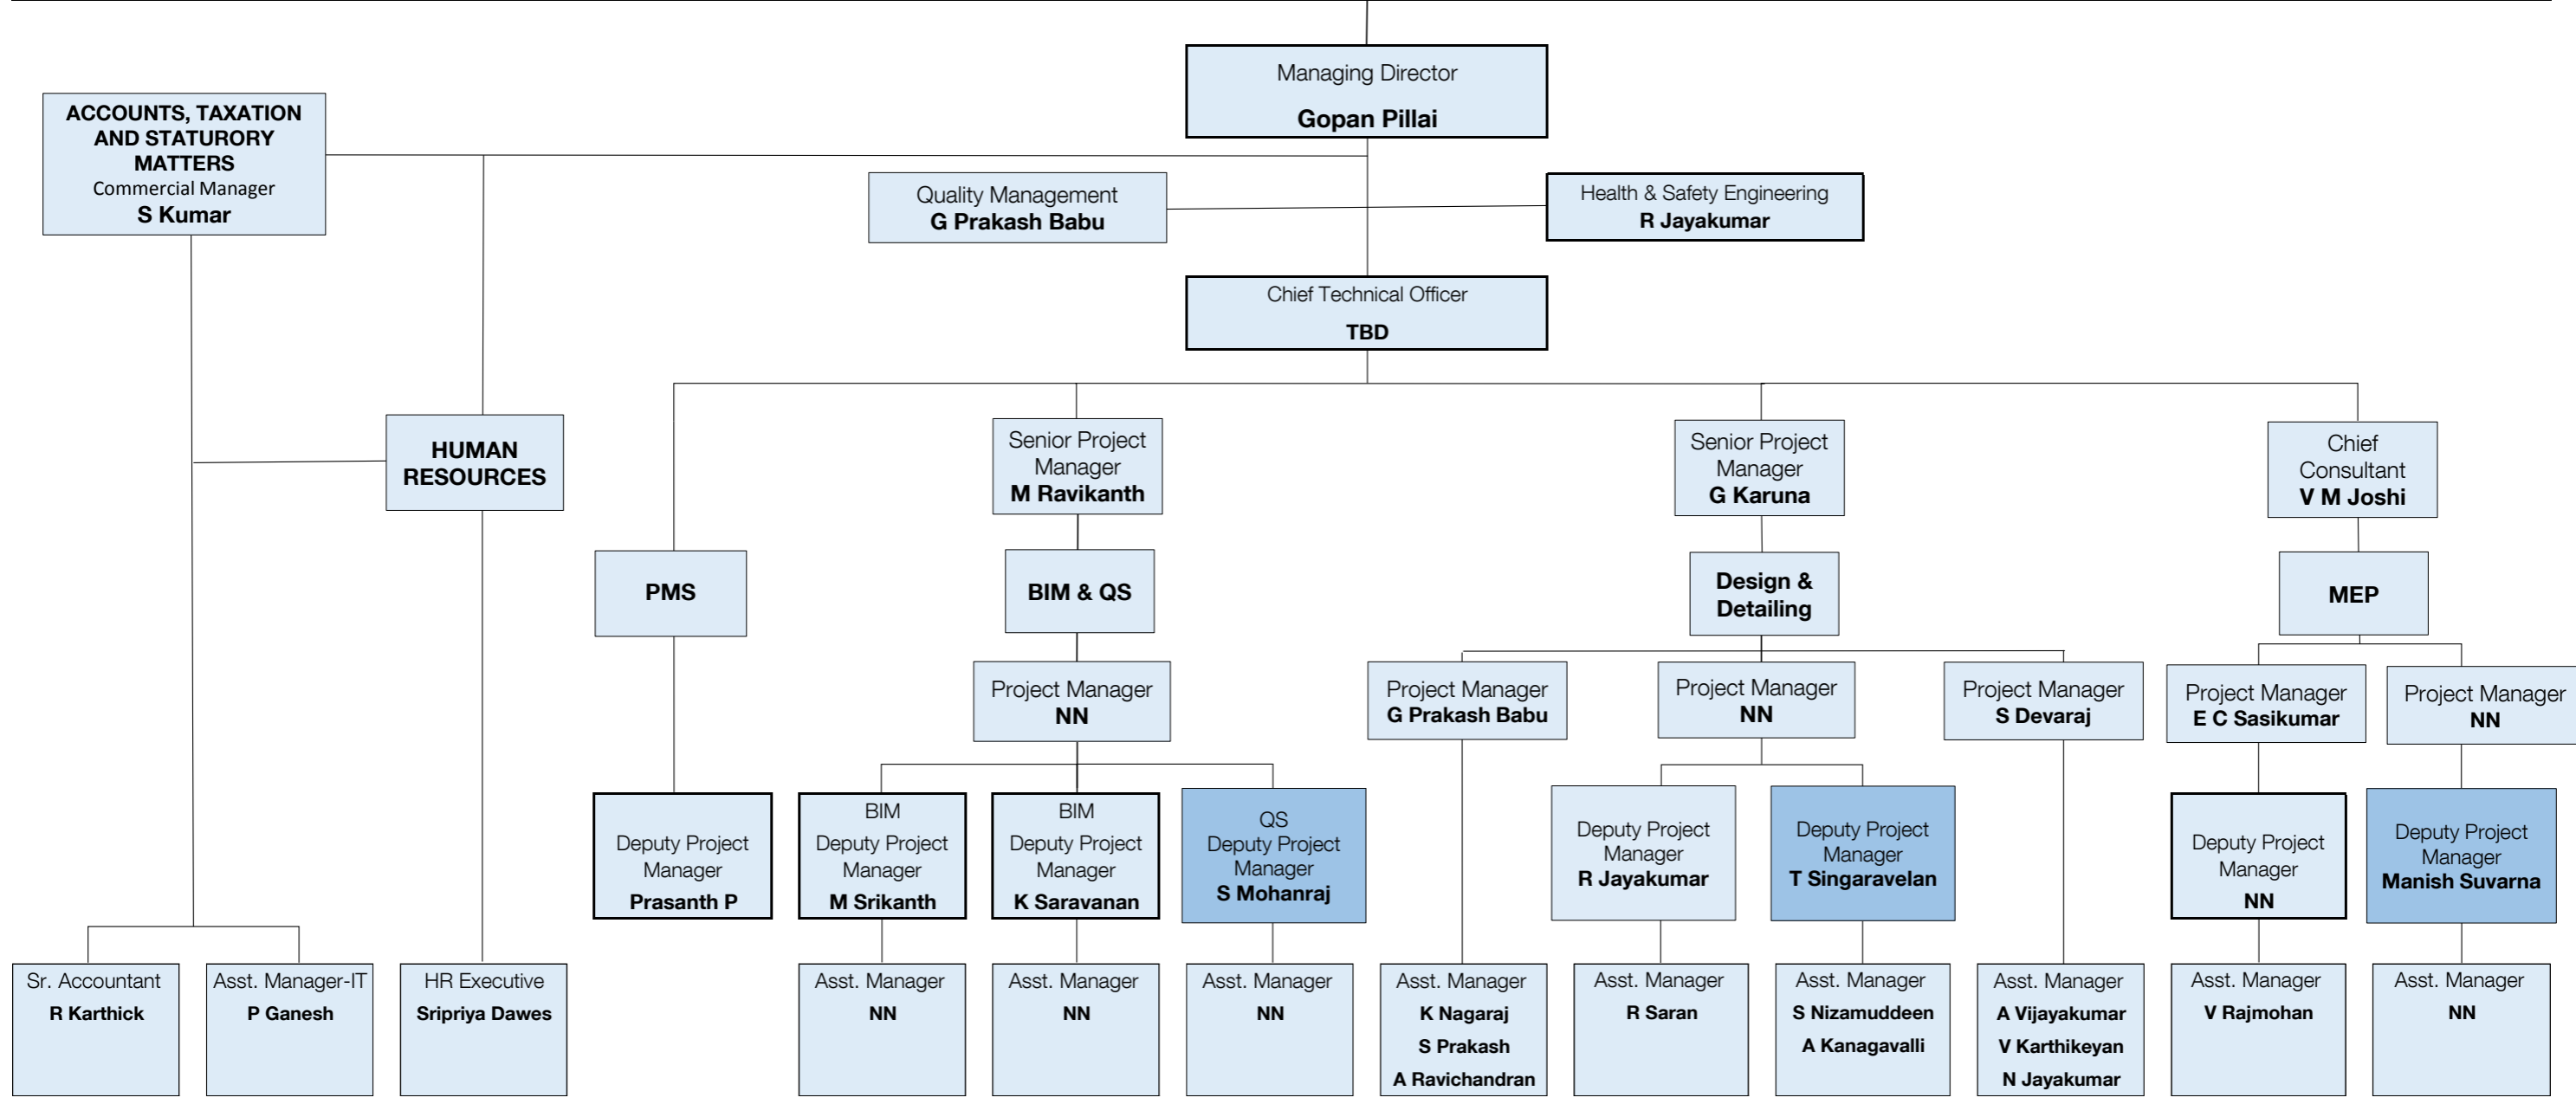 Managing Director
Gopan Pillai
ACCOUNTS, TAXATION
AND STATURORY
MATTERS
Commercial Manager
S Kumar
Quality Management
G Prakash Babu
Health & Safety Engineering
R Jayakumar
Chief Technical Officer
TBD
HUMAN
RESOURCES
Senior Project
Manager
M Ravikanth
Senior Project
Manager
G Karuna
Chief
Consultant
V M Joshi
PMS
BIM & QS
Design &
Detailing
MEP
Project Manager
NN
Project Manager
G Prakash Babu
Project Manager
NN
Project Manager
S Devaraj
Project Manager
E C Sasikumar
Project Manager
NN
Deputy Project
Manager
Prasanth P
BIM
Deputy Project
Manager
M Srikanth
BIM
Deputy Project
Manager
K Saravanan
QS
Deputy Project
Manager
S Mohanraj
Deputy Project
Manager
R Jayakumar
Deputy Project
Manager
T Singaravelan
Deputy Project
Manager
NN
Deputy Project
Manager
Manish Suvarna
Sr. Accountant
R Karthick
Asst. Manager-IT
P Ganesh
HR Executive
Sripriya Dawes
Asst. Manager
NN
Asst. Manager
NN
Asst. Manager
NN
Asst. Manager
K Nagaraj
S Prakash
A Ravichandran
Asst. Manager
R Saran
Asst. Manager
S Nizamuddeen
A Kanagavalli
Asst. Manager
A Vijayakumar
V Karthikeyan
N Jayakumar
Asst. Manager
V Rajmohan
Asst. Manager
NN